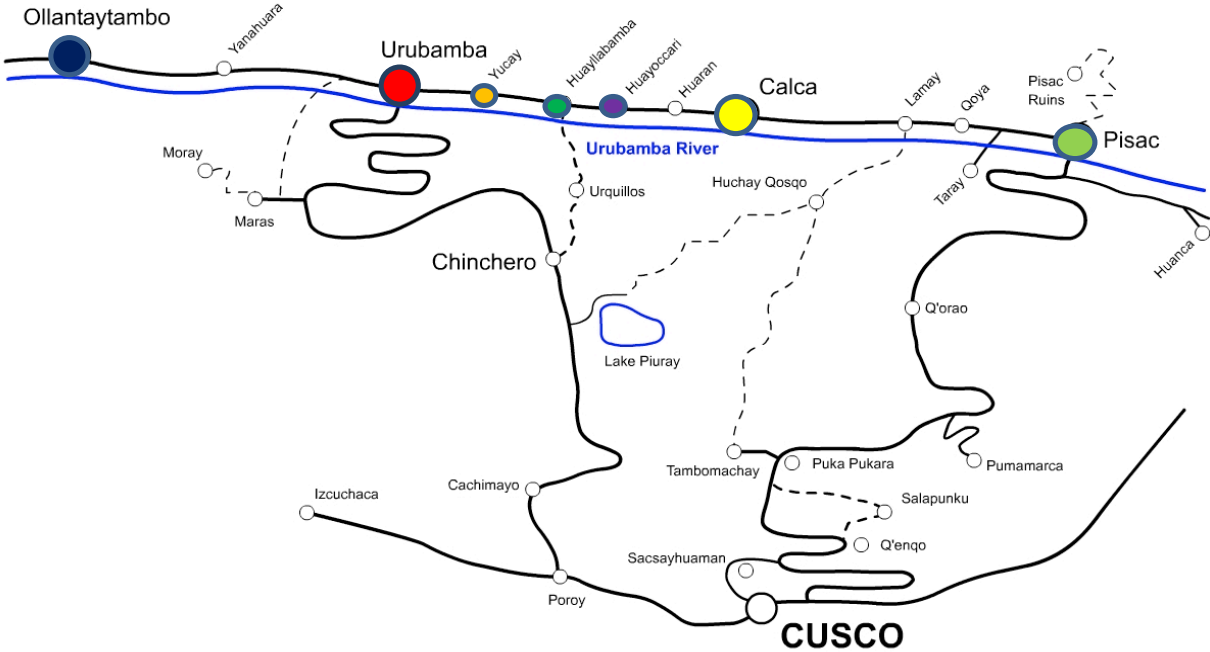 Ollantaytambo
Yanahuara
Urubamba
Yucay
Huayllabamba
Huayoccari
Huaran
Calca
Lamay
Qoya
Pisac
Ruins
Pisac
Urubamba River
Moray
Maras
Urquillos
Huchay Qosqo
Taray
Huanca
Chinchero
Q'orao
Lake Piuray
Tambomachay
Puka Pukara
Pumamarca
Izcuchaca
Cachimayo
Salapunku
Q'enqo
Sacsayhuaman
Poroy
CUSCO